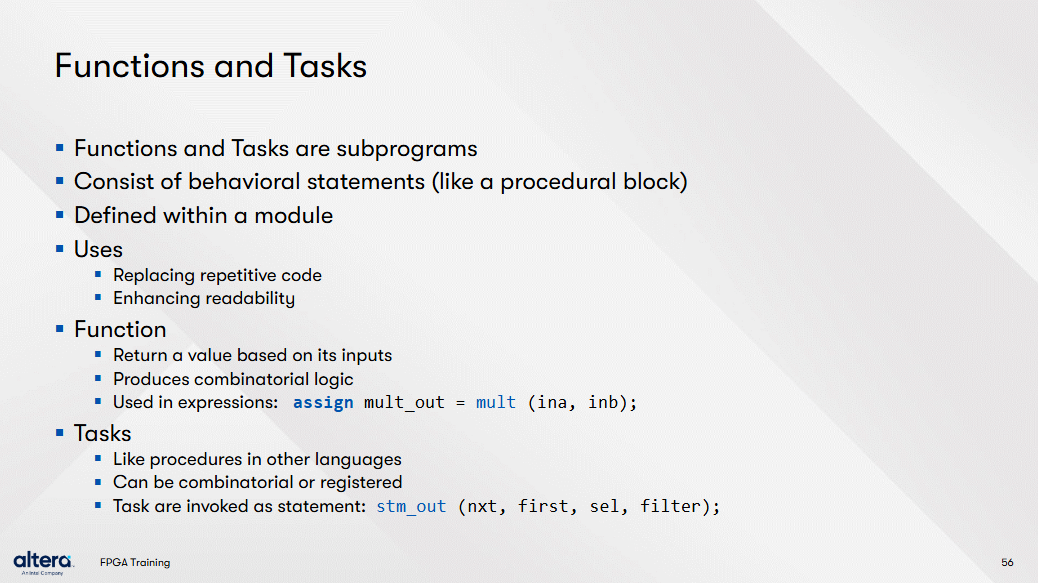 Functions and Tasks
Functions and Tasks are subprograms
Consist of behavioral statements (like a procedural block)
Defined within a module
Uses
Replacing repetitive code
Enhancing readability
Function
Return a value based on its inputs
Produces combinatorial logic
Used in expressions: assign mult_out = mult (ina, inb);
Tasks
Like procedures in other languages
Can be combinatorial or registered
Task are invoked as statement: stm_out (nxt, first, sel, filter);
altera
An Intel Company
FPGA Training
56